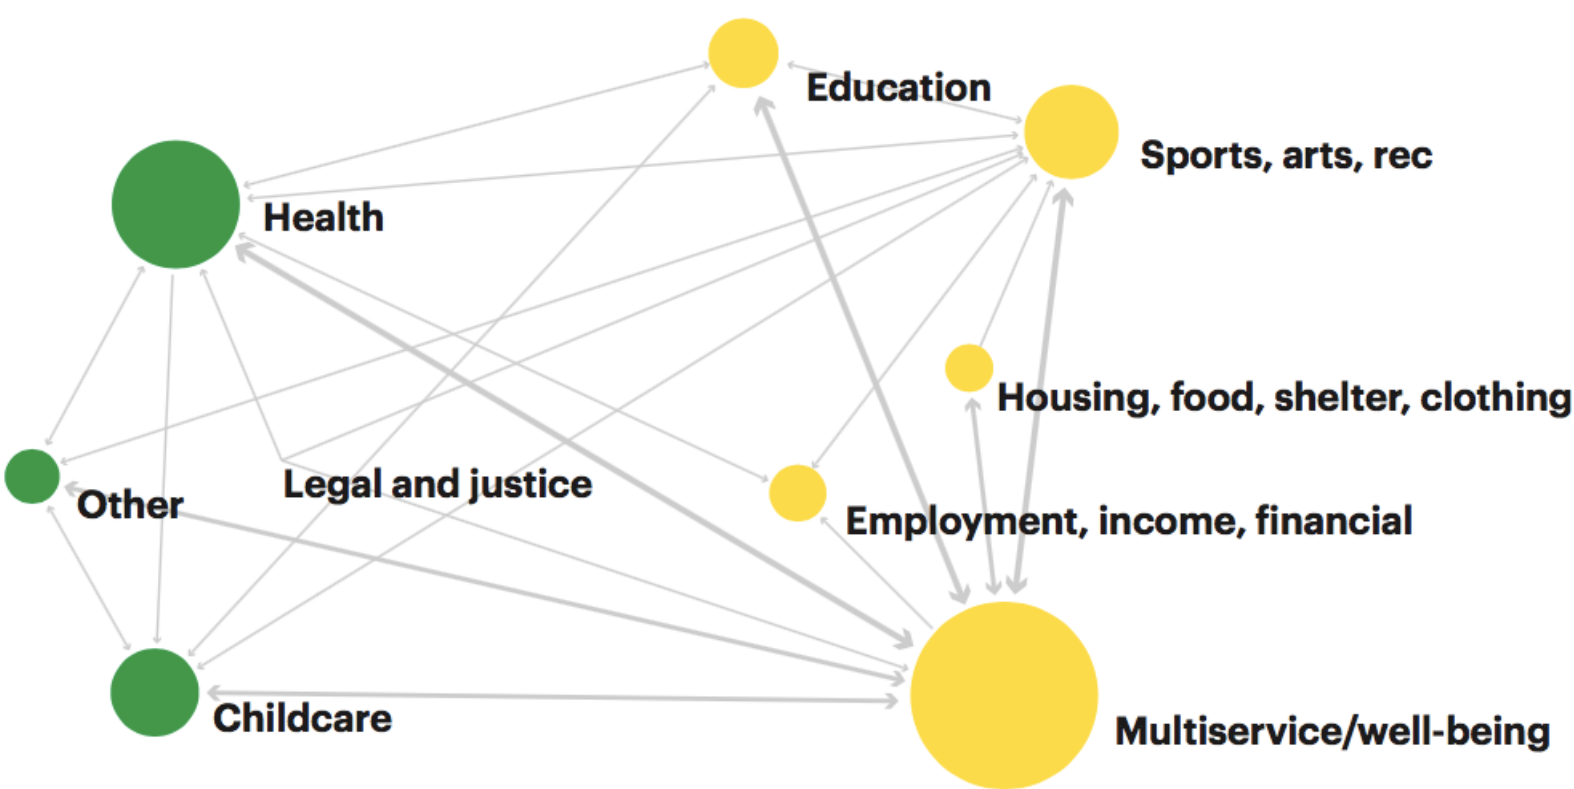 Education
Sports, arts, rec
Health
Housing, food, shelter, clothing
Legal and justice
Other
Employment, income, financial
Childcare
Multiservice/well-being